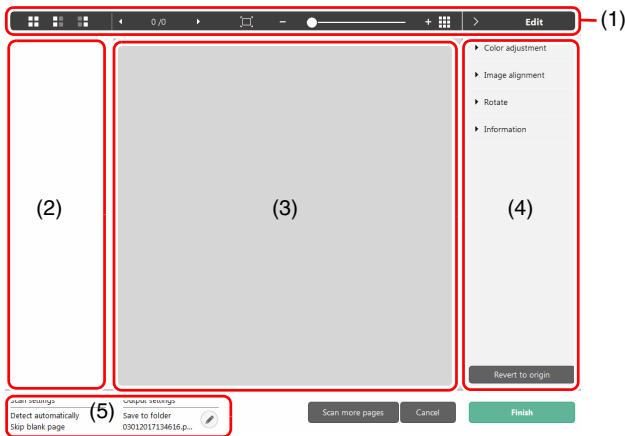 0 /0
− + > Edit
(1)
Color adjustment
Image alignment
Rotate
Information
(2)
(3)
(4)
Revert to origin
Scan settings
Output settings
Detect automatically
Skip blank page
(5)
Save to folder
03012017134616.p...
Scan more pages
Cancel
Finish